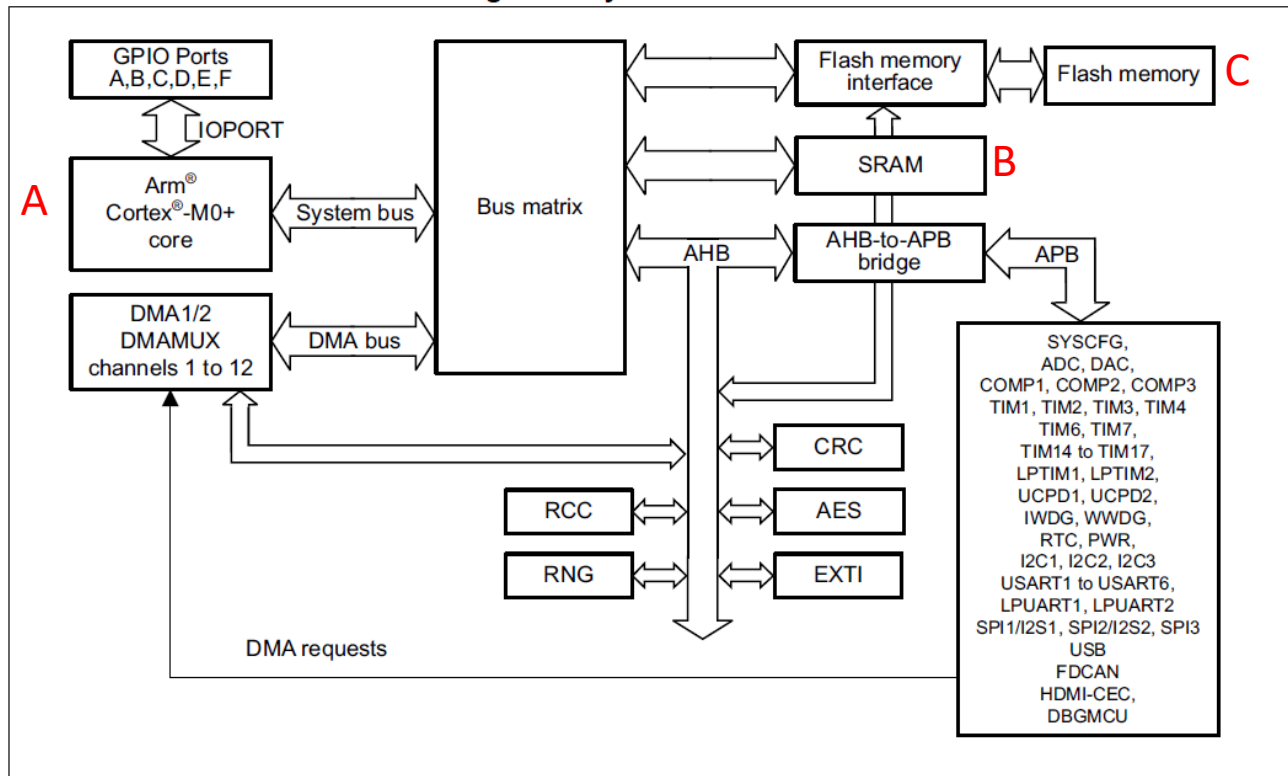 GPIO Ports
A,B,C,D,E,F
IOPORT
A
Arm®
Cortex®-M0+
core
System bus
DMA1/2
DMAMUX
channels 1 to 12
DMA bus
Bus matrix
Flash memory
interface
Flash memory
C
SRAM
B
AHB
AHB-to-APB
bridge
APB
CRC
RCC
AES
RNG
EXTI
DMA requests
SYSCFG,
ADC, DAC,
COMP1, COMP2, COMP3
TIM1, TIM2, TIM3, TIM4
TIM6, TIM7,
TIM14 to TIM17,
LPTIM1, LPTIM2,
UCPD1, UCPD2,
IWDG, WWDG,
RTC, PWR,
I2C1, I2C2, I2C3
USART1 to USART6,
LPUART1, LPUART2
SPI1/I2S1, SPI2/I2S2, SPI3
USB
FDCAN
HDMI-CEC,
DBGMCU